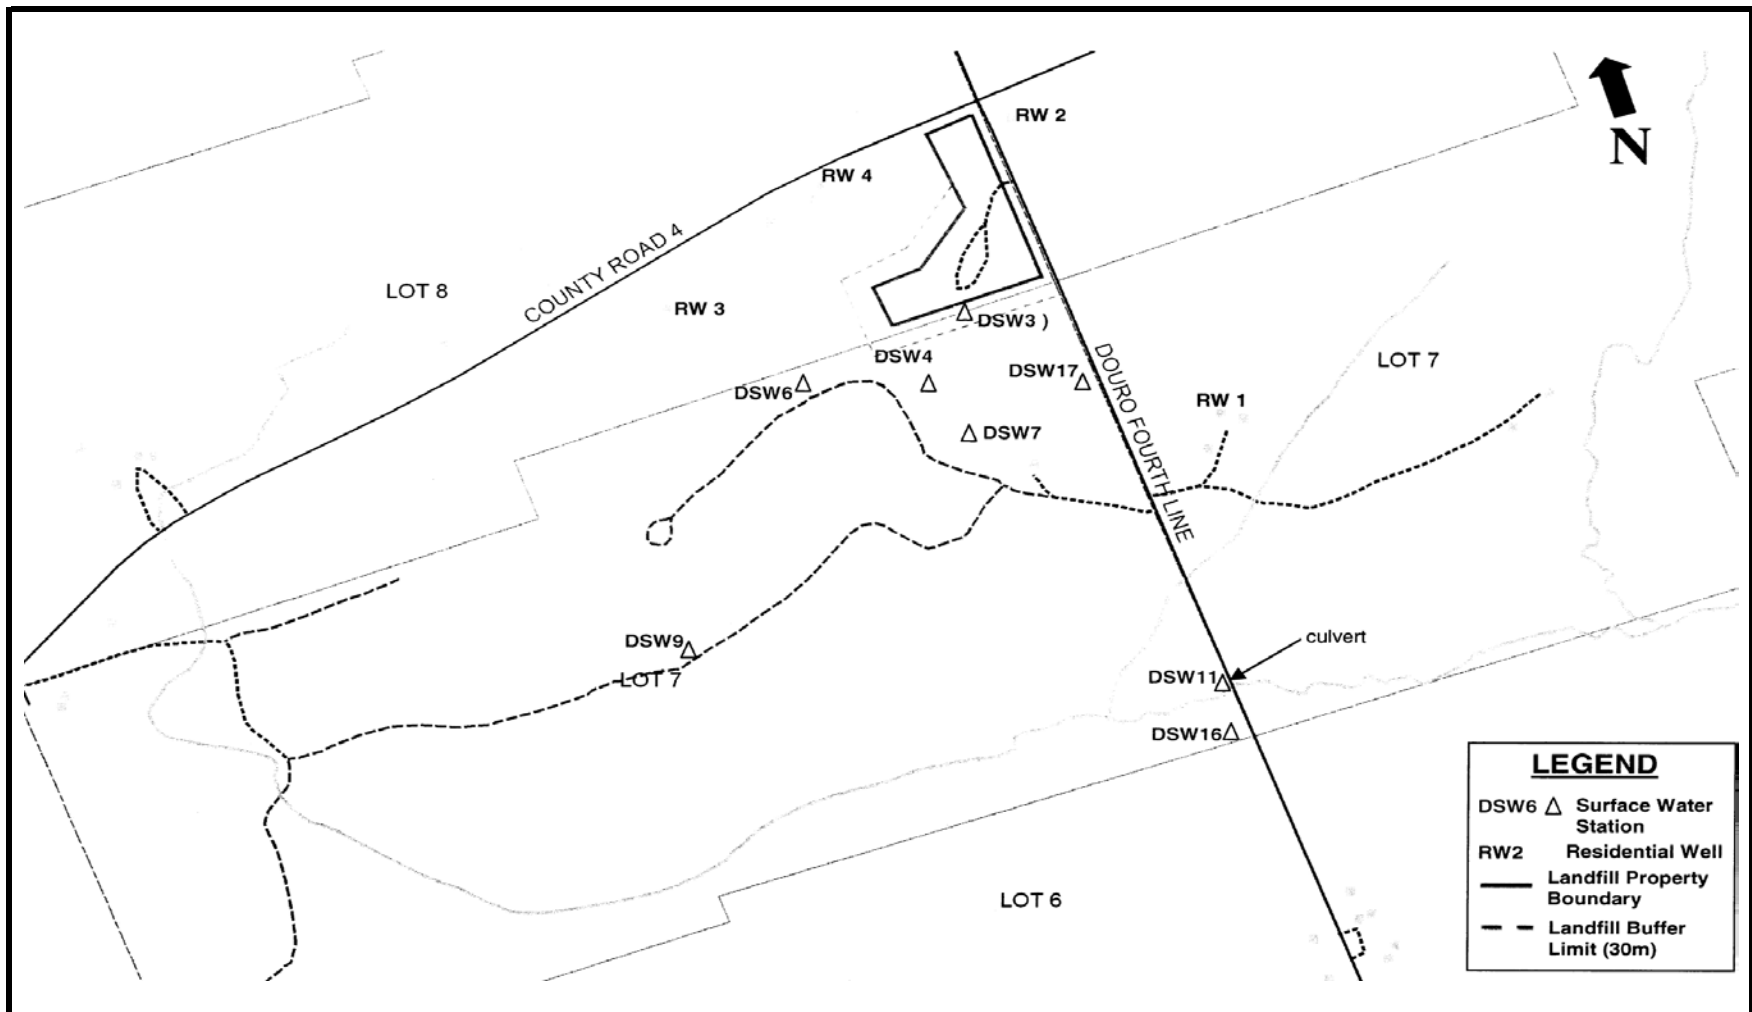 RW 2
N
RW 4
COUNTY ROAD 4
LOT 8
RW 3
DSW3 )
DSW4
DSW17
DOURO FOURTH LINE
LOT 7
DSW6
RW 1
DSW7
culvert
DSW9
LOT 7
DSW11
DSW16
LOT 6
LEGEND
DSW6 Surface Water
Station
RW2 Residential Well
Landfill Property
Boundary
Landfill Buffer
Limit (30m)